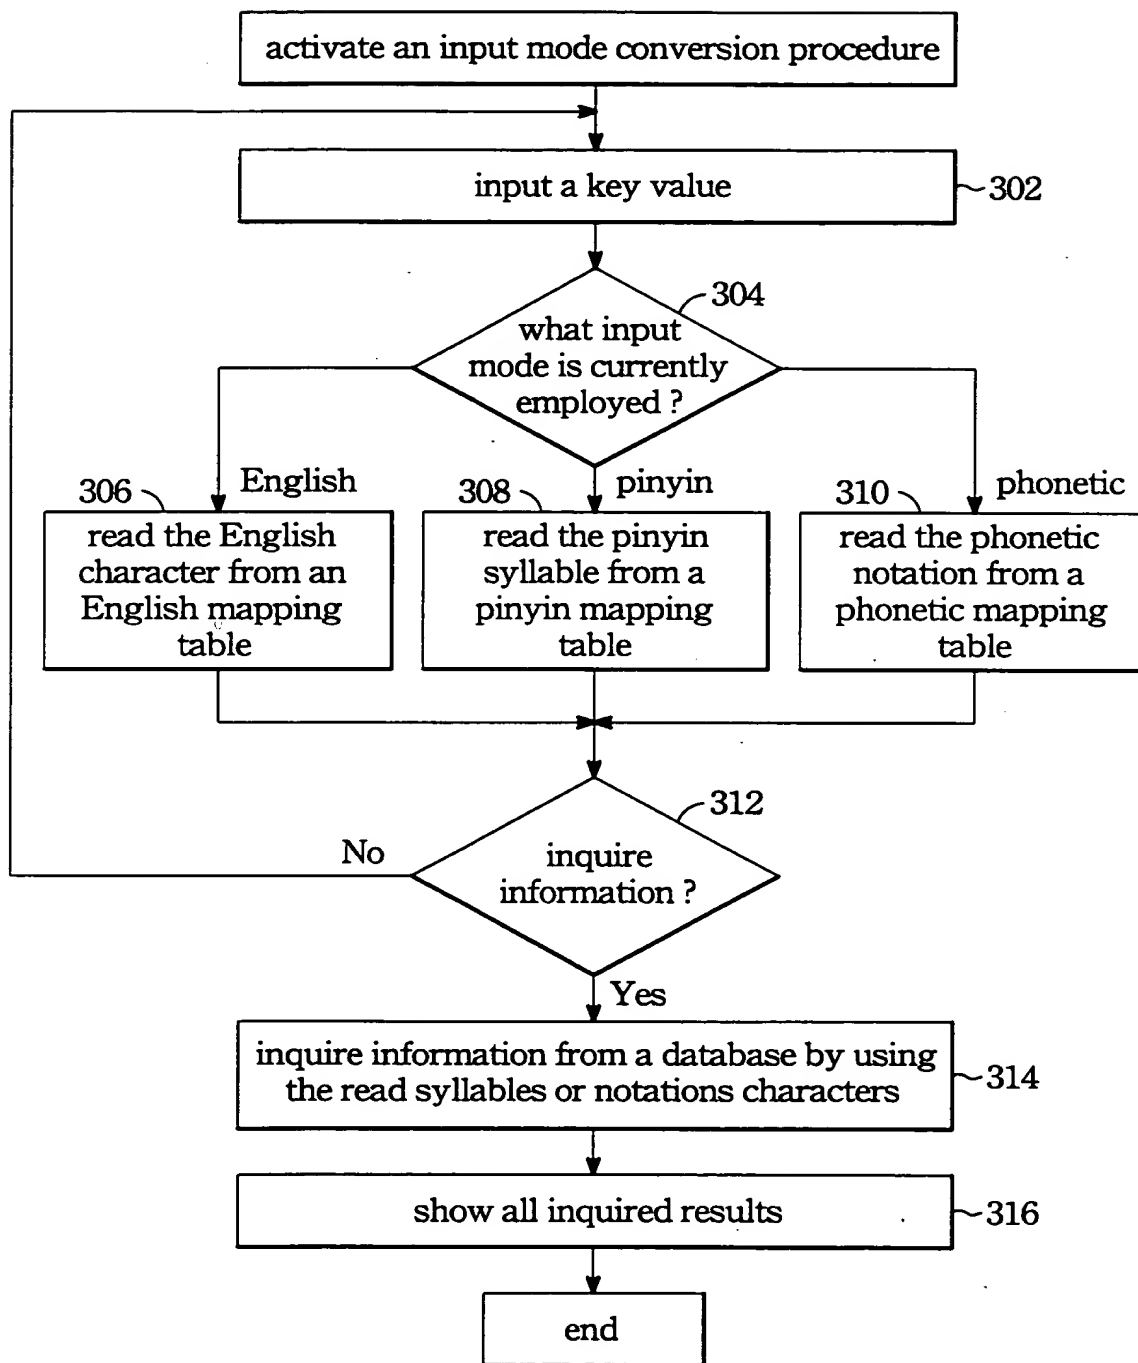 activate an input mode conversion procedure
input a key value
302
304
what input
mode is currently
employed ?
English
pinyin
phonetic
306
308
310
read the English
character from an
English mapping
table
read the pinyin
syllable from a
pinyin mapping
table
read the phonetic
notation from a
phonetic mapping
table
312
No
inquire
information ?
Yes
inquire information from a database by using
the read syllables or notations characters
314
show all inquired results
316
end